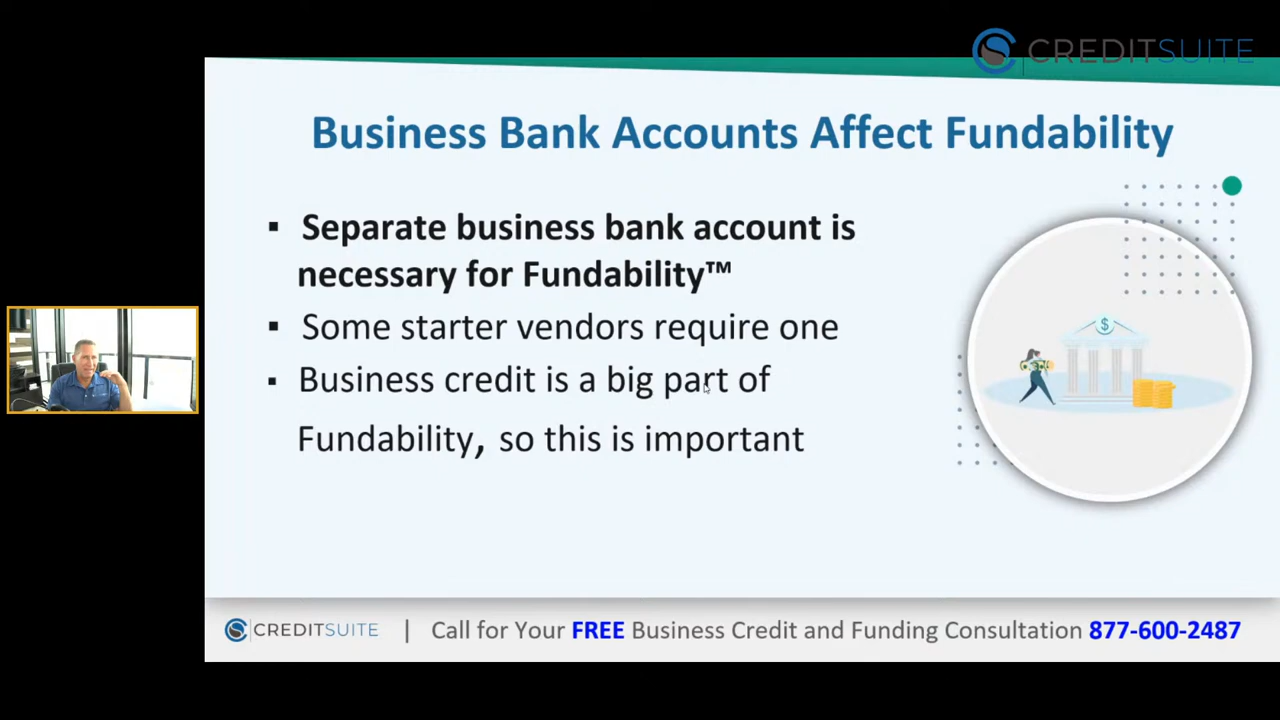 CREDITSUITE
Business Bank Accounts Affect Fundability
▪ Separate business bank account is
necessary for Fundability™
▪ Some starter vendors require one
▪ Business credit is a big part of
Fundability, so this is important
$
CREDITSUITE | Call for Your FREE Business Credit and Funding Consultation 877-600-2487